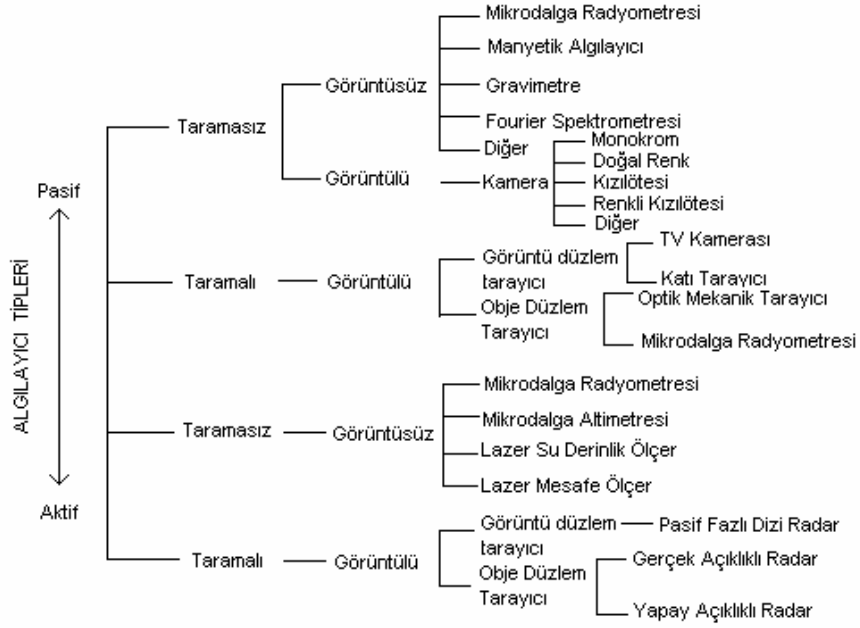 Mikrodalga Radyometresi
Manyetik Algılayıcı
Görüntüsüz
Gravimetre
Taramasız
Fourier Spektrometresi
Diğer
Monokrom
Doğal Renk
Görüntülü
Kamera
Kızılötesi
Renkli Kızılötesi
Diğer
Pasif
ALGILAYICI TİPLERİ
Aktif
Taramalı
Görüntülü
Görüntü düzlem
tarayıcı
TV Kamerası
Katı Tarayıcı
Obje Düzlem
Tarayıcı
Optik Mekanik Tarayıcı
Mikrodalga Radyometresi
Taramasız
Görüntüsüz
Mikrodalga Radyometresi
Mikrodalga Altimetresi
Lazer Su Derinlik Ölçer
Lazer Mesafe Ölçer
Taramalı
Görüntülü
Görüntü düzlem
tarayıcı
Pasif Fazlı Dizi Radar
Obje Düzlem
Tarayıcı
Gerçek Açıklıklı Radar
Yapay Açıklıklı Radar